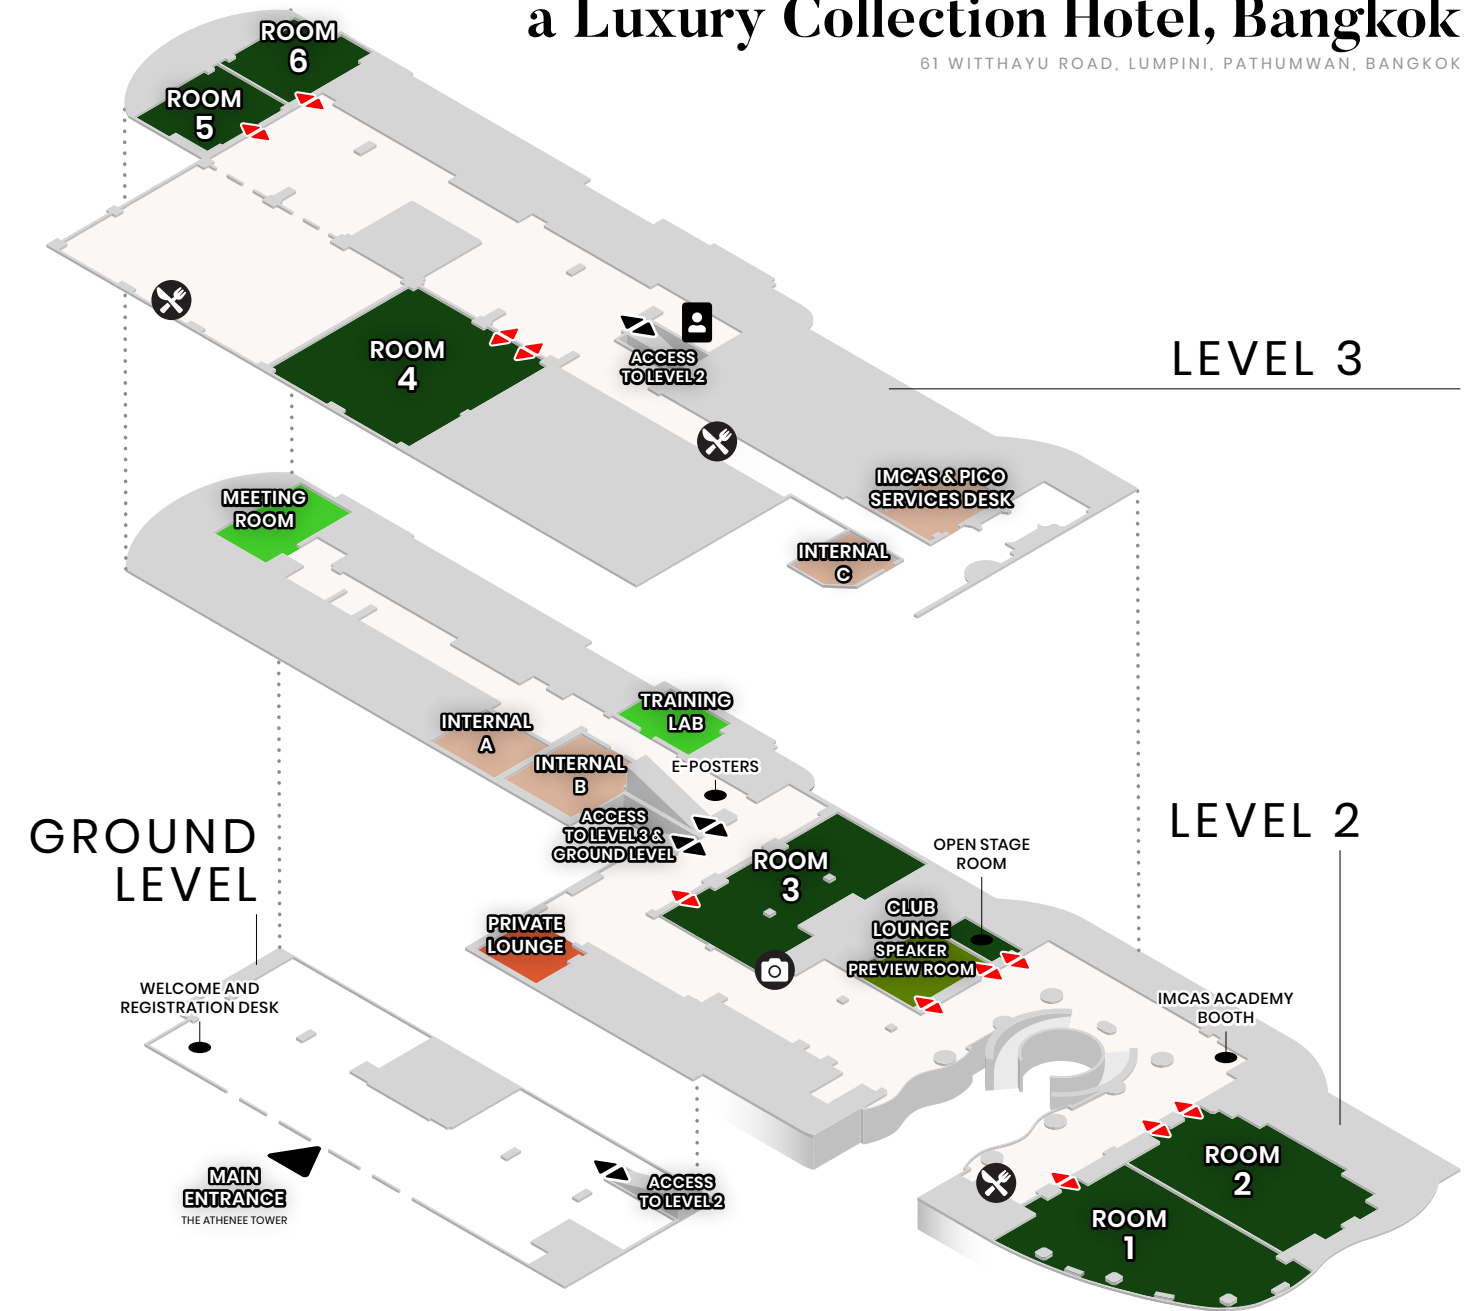 a Luxury Collection Hotel, Bangkok
61 WITTHAYU ROAD, LUMPINI, PATHUMWAN, BANGKOK
ROOM
6
ROOM
5
ROOM
4
ACCESS
TO LEVEL 2
LEVEL 3
IMCAS & PICO
SERVICES DESK
INTERNAL
C
MEETING
ROOM
TRAINING
LAB
INTERNAL
A
INTERNAL
B
E-POSTERS
ACCESS
TO LEVEL 3 &
GROUND LEVEL
LEVEL 2
ROOM
3
OPEN STAGE
ROOM
CLUB
LOUNGE
SPEAKER
PREVIEW ROOM
PRIVATE
LOUNGE
IMCAS ACADEMY
BOOTH
ROOM
2
ROOM
1
GROUND
LEVEL
WELCOME AND
REGISTRATION DESK
MAIN
ENTRANCE
THE ATHENEE TOWER
ACCESS
TO LEVEL 2